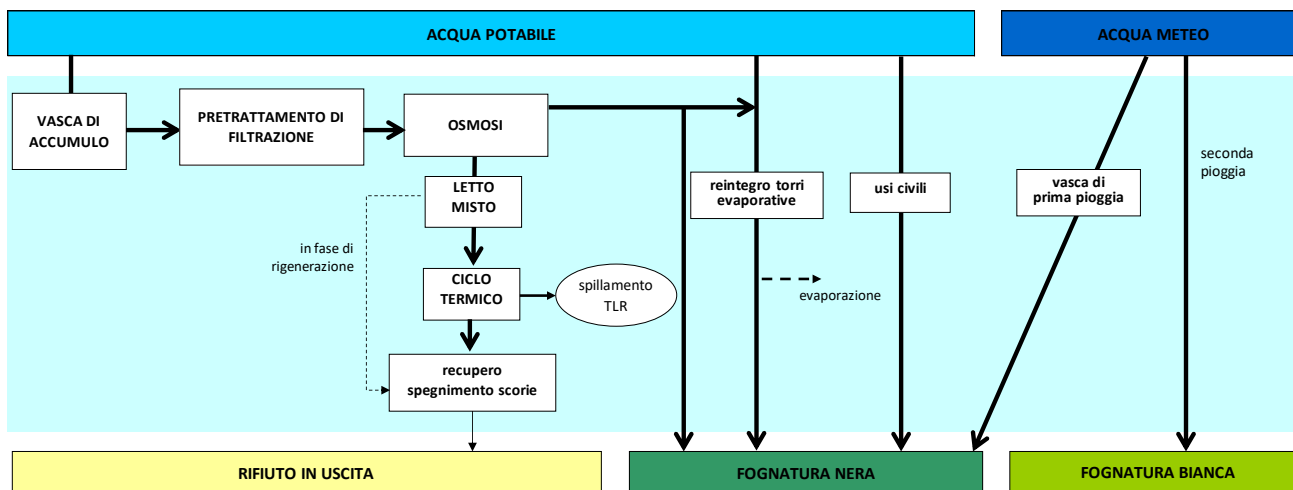 ACQUA POTABILE
ACQUA METEO
VASCA DI
ACCUMULO
PRETRATTAMENTO DI
FILTRAZIONE
OSMOSI
seconda
pioggia
LETTO
MISTO
reintegro torri
evaporative
usi civili
vasca di
prima pioggia
in fase di
rigenerazione
CICLO
TERMICO
spillamento
TLR
evaporazione
recupero
spegnimento scorie
RIFIUTO IN USCITA
FOGNATURA NERA
FOGNATURA BIANCA